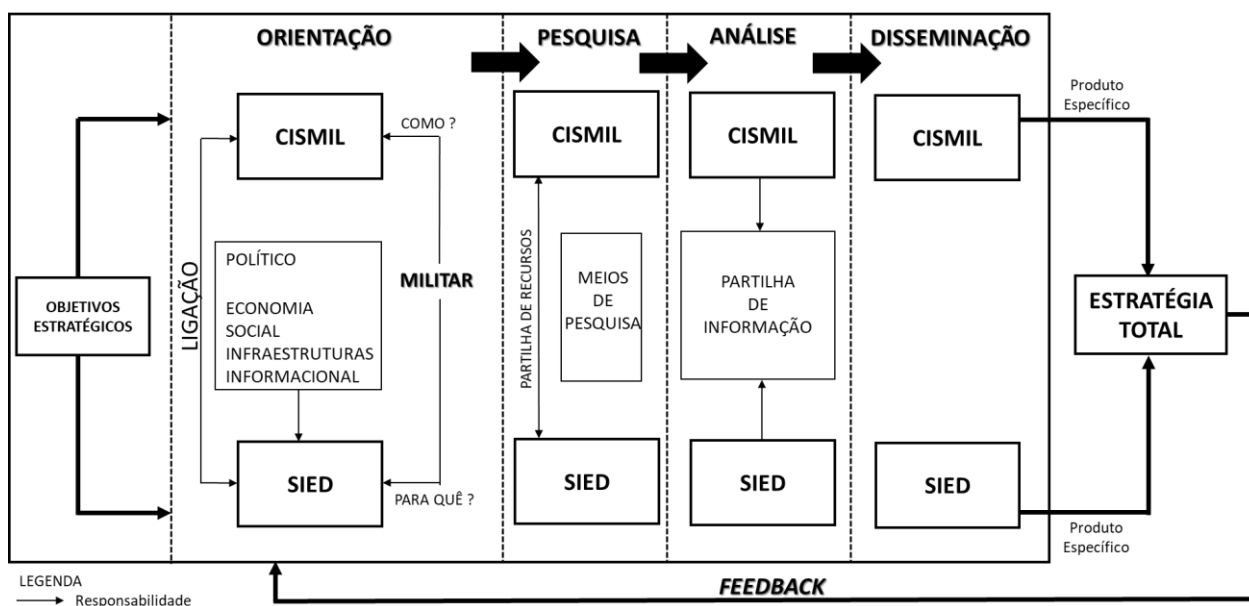 ORIENTAÇÃO
PESQUISA
ANÁLISE
DISSEMINAÇÃO
OBJETIVOS
ESTRATÉGICOS
LIGAÇÃO
CISMIL
COMO ?
POLÍTICO
ECONOMIA
SOCIAL
INFRAESTRUTURAS
INFORMACIONAL
MILITAR
SIED
PARA QUÊ ?
CISMIL
PARTILHA DE RECURSOS
MEIOS
DE
PESQUISA
SIED
CISMIL
PARTILHA
DE
INFORMAÇÃO
SIED
CISMIL
SIED
Produto
Específico
ESTRATÉGIA
TOTAL
Produto
Específico
FEEDBACK
LEGENDA
Responsabilidade